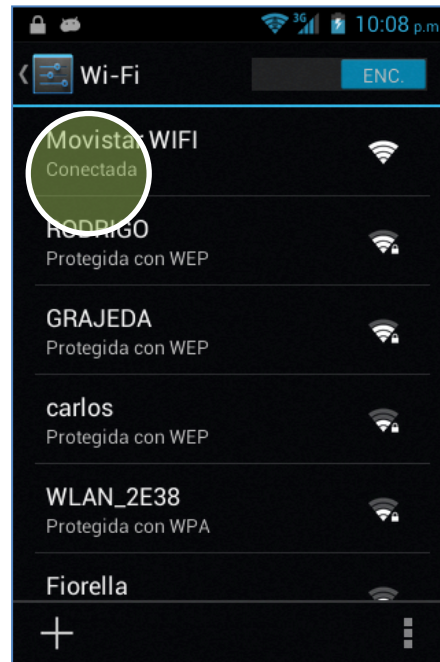 3G 10:08 p.m
Wi-Fi ENC.
Movistar WIFI
Conectada
RODRIGO
Protegida con WEP
GRAJEDA
Protegida con WEP
carlos
Protegida con WEP
WLAN_2E38
Protegida con WPA
Fiorella